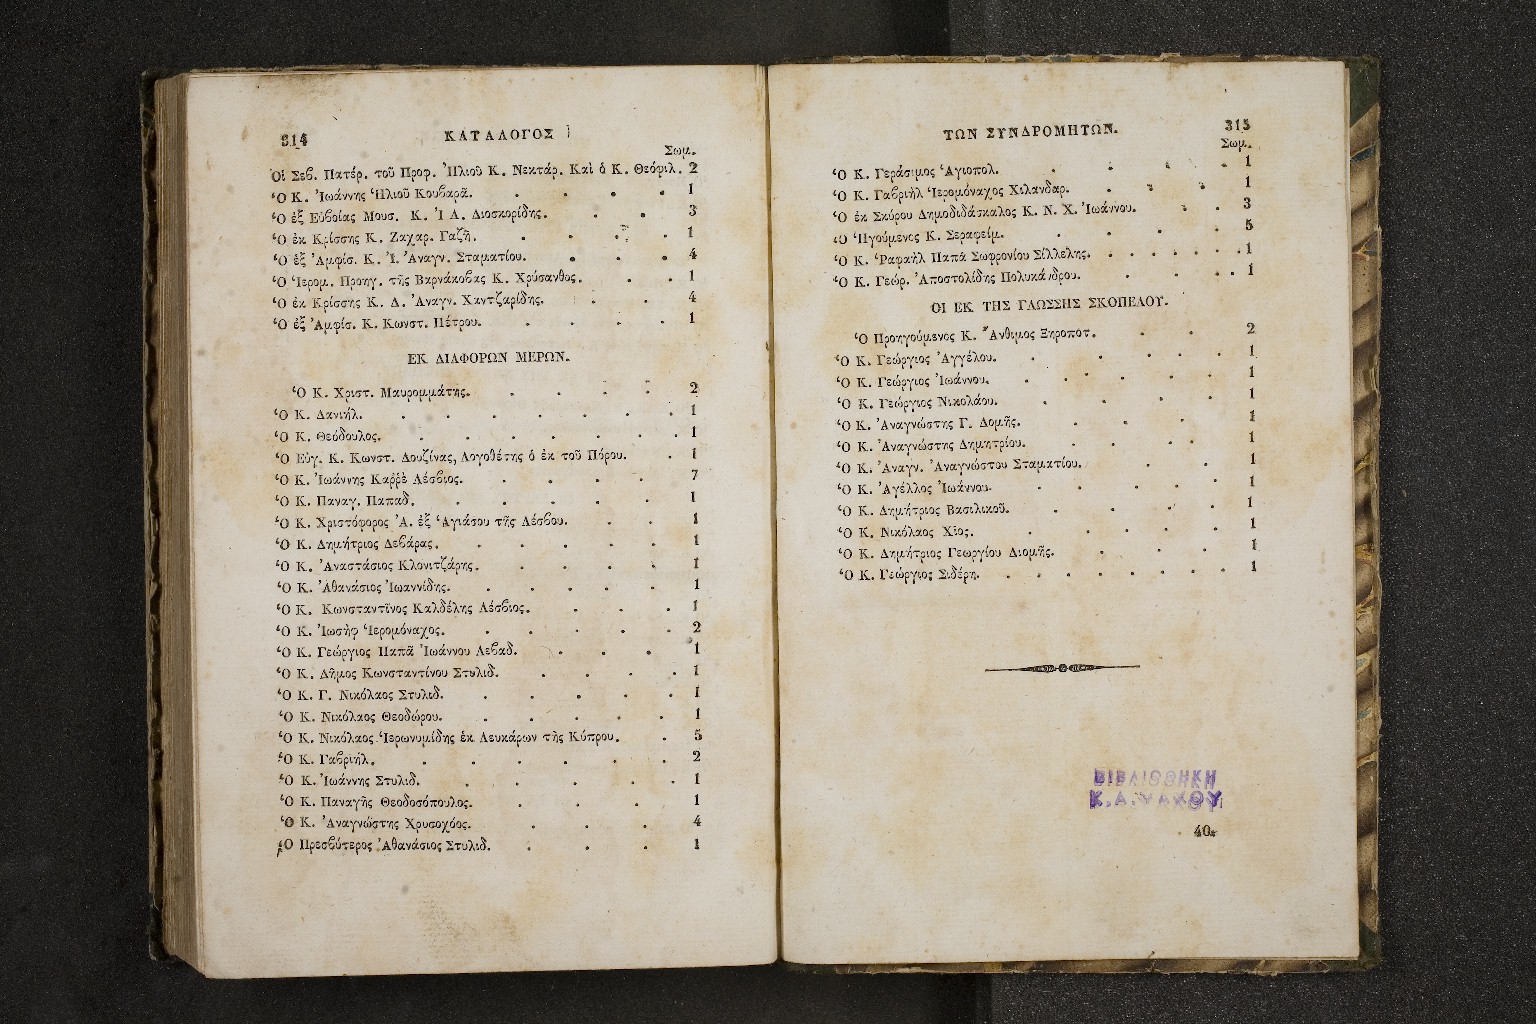 314 ΚΑΤΑΛΟΓΟΣ
Σωμ.
Οἱ Σεβ. Πατέρ. τοῦ Προφ. Ἠλιοῦ Κ. Νεκτάρ. Καὶ ὁ Κ. Θεόφιλ. 2
Ὁ Κ. Ἰωάννης Ἠλιοῦ Κουβαρᾶ. 1
Ὁ ἐξ Εὐβοίας Μουσ. Κ. Ἰ Α. Διοσκορίδης. 3
Ὁ ἐκ Κρίσσης Κ. Ζαχαρ. Γαζῆ. 1
Ὁ ἐξ Ἀμφίσ. Κ. Ἰ. Ἀναγν. Σταματίου. 4
Ὁ Ἱερομ. Προηγ. τῆς Βαρνάκοβας Κ. Χρύσανθος. 1
Ὁ ἐκ Κρίσσης Κ. Δ. Ἀναγν. Χαντζαρίδης. 4
Ὁ ἐξ Ἀμφίσ. Κ. Κωνστ. Πέτρου. 1
ΕΚ ΔΙΑΦΟΡΩΝ ΜΕΡΩΝ.
Ὁ Κ. Χριστ. Μαυρομμάτης. 2
Ὁ Κ. Δανιήλ. 1
Ὁ Κ. Θεόδουλος. 1
Ὁ Εὐγ. Κ. Κωνστ. Δουζίνας, Λογοθέτης ὁ ἐκ τοῦ Πόρου. 1
Ὁ Κ. Ἰωάννης Καῤῥὲ Λέσβιος. 7
Ὁ Κ. Παναγ. Παπαδ. 1
Ὁ Κ. Χριστόφορος Ἀ. ἐξ Ἁγιάσου τῆς Λέσβου. 1
Ὁ Κ. Δημήτριος Δεβάρας. 1
Ὁ Κ. Ἀναστάσιος Κλονιτζάρης. 1
Ὁ Κ. Ἀθανάσιος Ἰωαννίδης. 1
Ὁ Κ. Κωνσταντῖνος Καλδέλης Λέσβιος. 1
Ὁ Κ. Ἰωσὴφ Ἱερομόναχος. 2
Ὁ Κ. Γεώργιος Παπᾶ Ἰωάννου Λεβαδ. 1
Ὁ Κ. Δῆμος Κωνσταντίνου Στυλιδ. 1
Ὁ Κ. Γ. Νικόλαος Στυλιδ. 1
Ὁ Κ. Νικόλαος Θεοδώρου. 1
Ὁ Κ. Νικόλαος Ἱερωνυμίδης ἐκ Λευκάρων τῆς Κύπρου. 5
Ὁ Κ. Γαβριήλ. 2
Ὁ Κ. Ἰωάννης Στυλιδ. 1
Ὁ Κ. Παναγῆς Θεοδοσόπουλος. 1
Ὁ Κ. Ἀναγνώστης Χρυσοχόος. 4
Ὁ Πρεσβύτερος Ἀθανάσιος Στυλιδ. 1
ΤΩΝ ΣΥΝΔΡΟΜΗΤΩΝ. 315
Σωμ.
Ὁ Κ. Γεράσιμος Ἁγιοπολ. 1
Ὁ Κ. Γαβριὴλ Ἱερομόναχος Χιλανδαρ. 1
Ὁ ἐκ Σκύρου Δημοδιδάσκαλος Κ. Ν. Χ. Ἰωάννου. 3
Ὁ Ἡγούμενος Κ. Σεραφείμ. 5
Ὁ Κ. Ῥαφαὴλ Παπᾶ Σωφρονίου Σίλλελης. 1
Ὁ Κ. Γεώρ. Ἀποστολίδης Πολυκάνδρου. 1
ΟΙ ΕΚ ΤΗΣ ΓΛΩΣΣΗΣ ΣΚΟΠΕΛΟΥ.
Ὁ Προηγούμενος Κ. Ἄνθιμος Ξηροποτ. 2
Ὁ Κ. Γεώργιος Ἀγγέλου. 1
Ὁ Κ. Γεώργιος Ἰωάννου. 1
Ὁ Κ. Γεώργιος Νικολάου. 1
Ὁ Κ. Ἀναγνώστης Γ. Δομῆς. 1
Ὁ Κ. Ἀναγνώστης Δημητρίου. 1
Ὁ Κ. Ἀναγν. Ἀναγνώστου Σταματίου. 1
Ὁ Κ. Ἀγέλλος Ἰωάννου. 1
Ὁ Κ. Δημήτριος Βασιλικοῦ. 1
Ὁ Κ. Νικόλαος Χῖος. 1
Ὁ Κ. Δημήτριος Γεωργίου Διομῆς. 1
Ὁ Κ. Γεώργιος Σιδέρη. 1
ΒΙΒΛΙΟΘΗΚΗ
Κ. Α. ΨΑΧΟΥ
40*